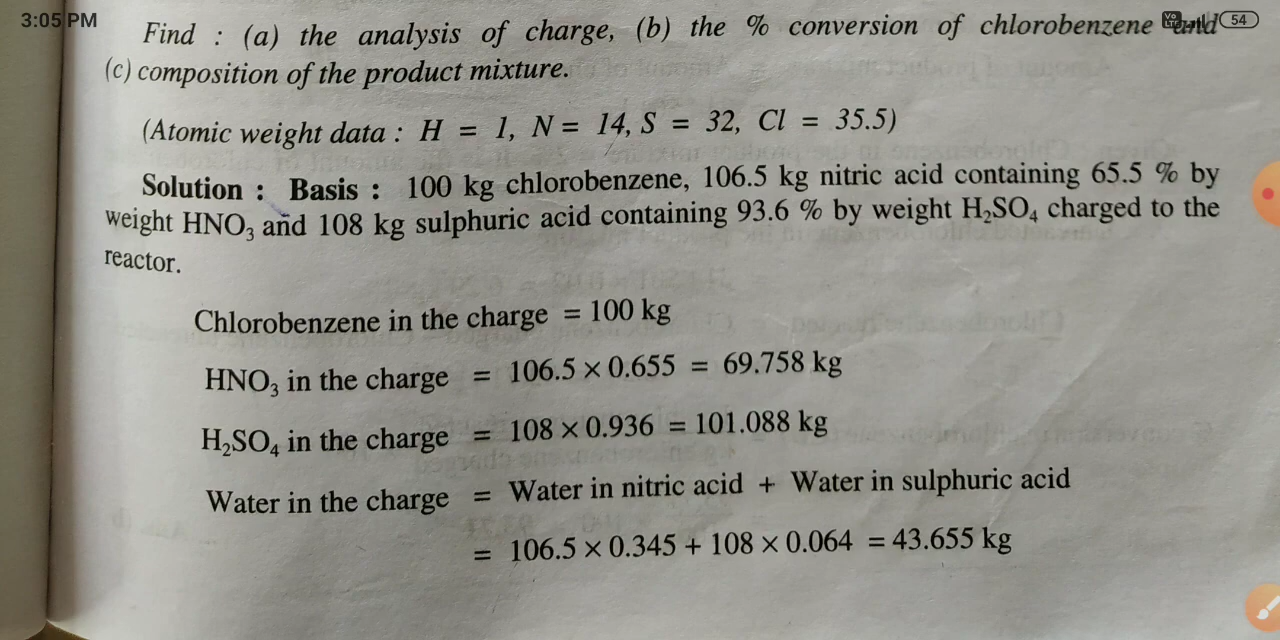 3:05 PM
54
Find : (a) the analysis of charge, (b) the % conversion of chlorobenzene and
(c) composition of the product mixture.
(Atomic weight data : H = 1, N = 14, S = 32, Cl = 35.5)
Solution : Basis : 100 kg chlorobenzene, 106.5 kg nitric acid containing 65.5 % by
weight HNO₃ and 108 kg sulphuric acid containing 93.6 % by weight H₂SO₄ charged to the
reactor.
Chlorobenzene in the charge = 100 kg
HNO₃ in the charge = 106.5 × 0.655 = 69.758 kg
H₂SO₄ in the charge = 108 × 0.936 = 101.088 kg
Water in the charge = Water in nitric acid + Water in sulphuric acid
= 106.5 × 0.345 + 108 × 0.064 = 43.655 kg